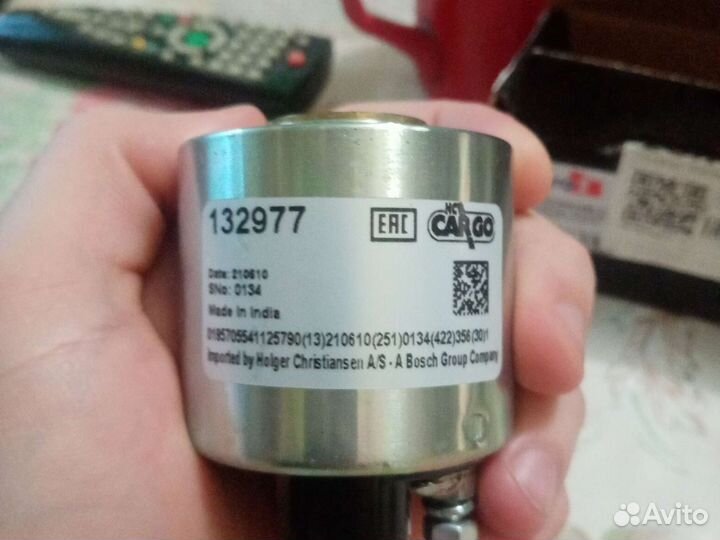 132977
EAC
HC
CARGO
Date: 210610
SNo: 0134
Made in India
0195705541125790(13)210610(251)0134(422)356(30)1
Imported by Holger Christiansen A/S - A Bosch Group Company
Avito